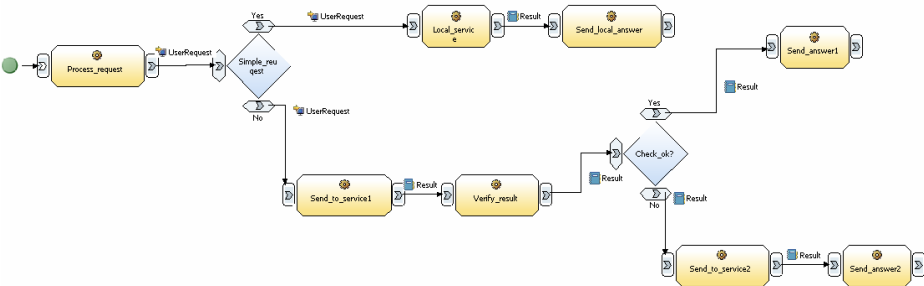 Yes
UserRequest
Local_servic
e
Result
Send_local_answer
Send_answer1
Process_request
UserRequest
Simple_reu
qest
Result
No
UserRequest
Yes
Check_ok?
Send_to_service1
Result
Verify_result
Result
No
Result
Send_to_service2
Result
Send_answer2